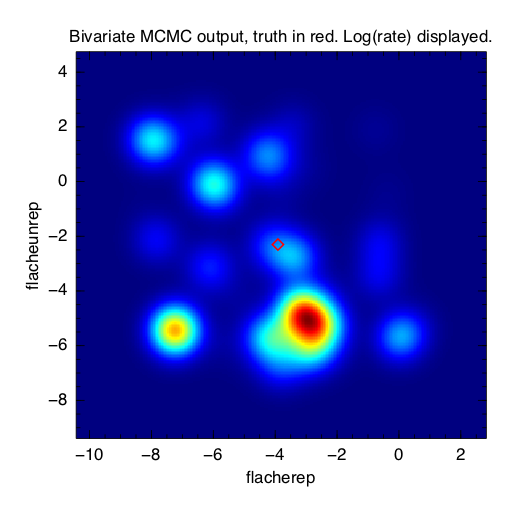 Bivariate MCMC output, truth in red. Log(rate) displayed.
4
2
0
−2
−4
−6
−8
flacheunrep
−10 −8 −6 −4 −2 0 2
flacherep